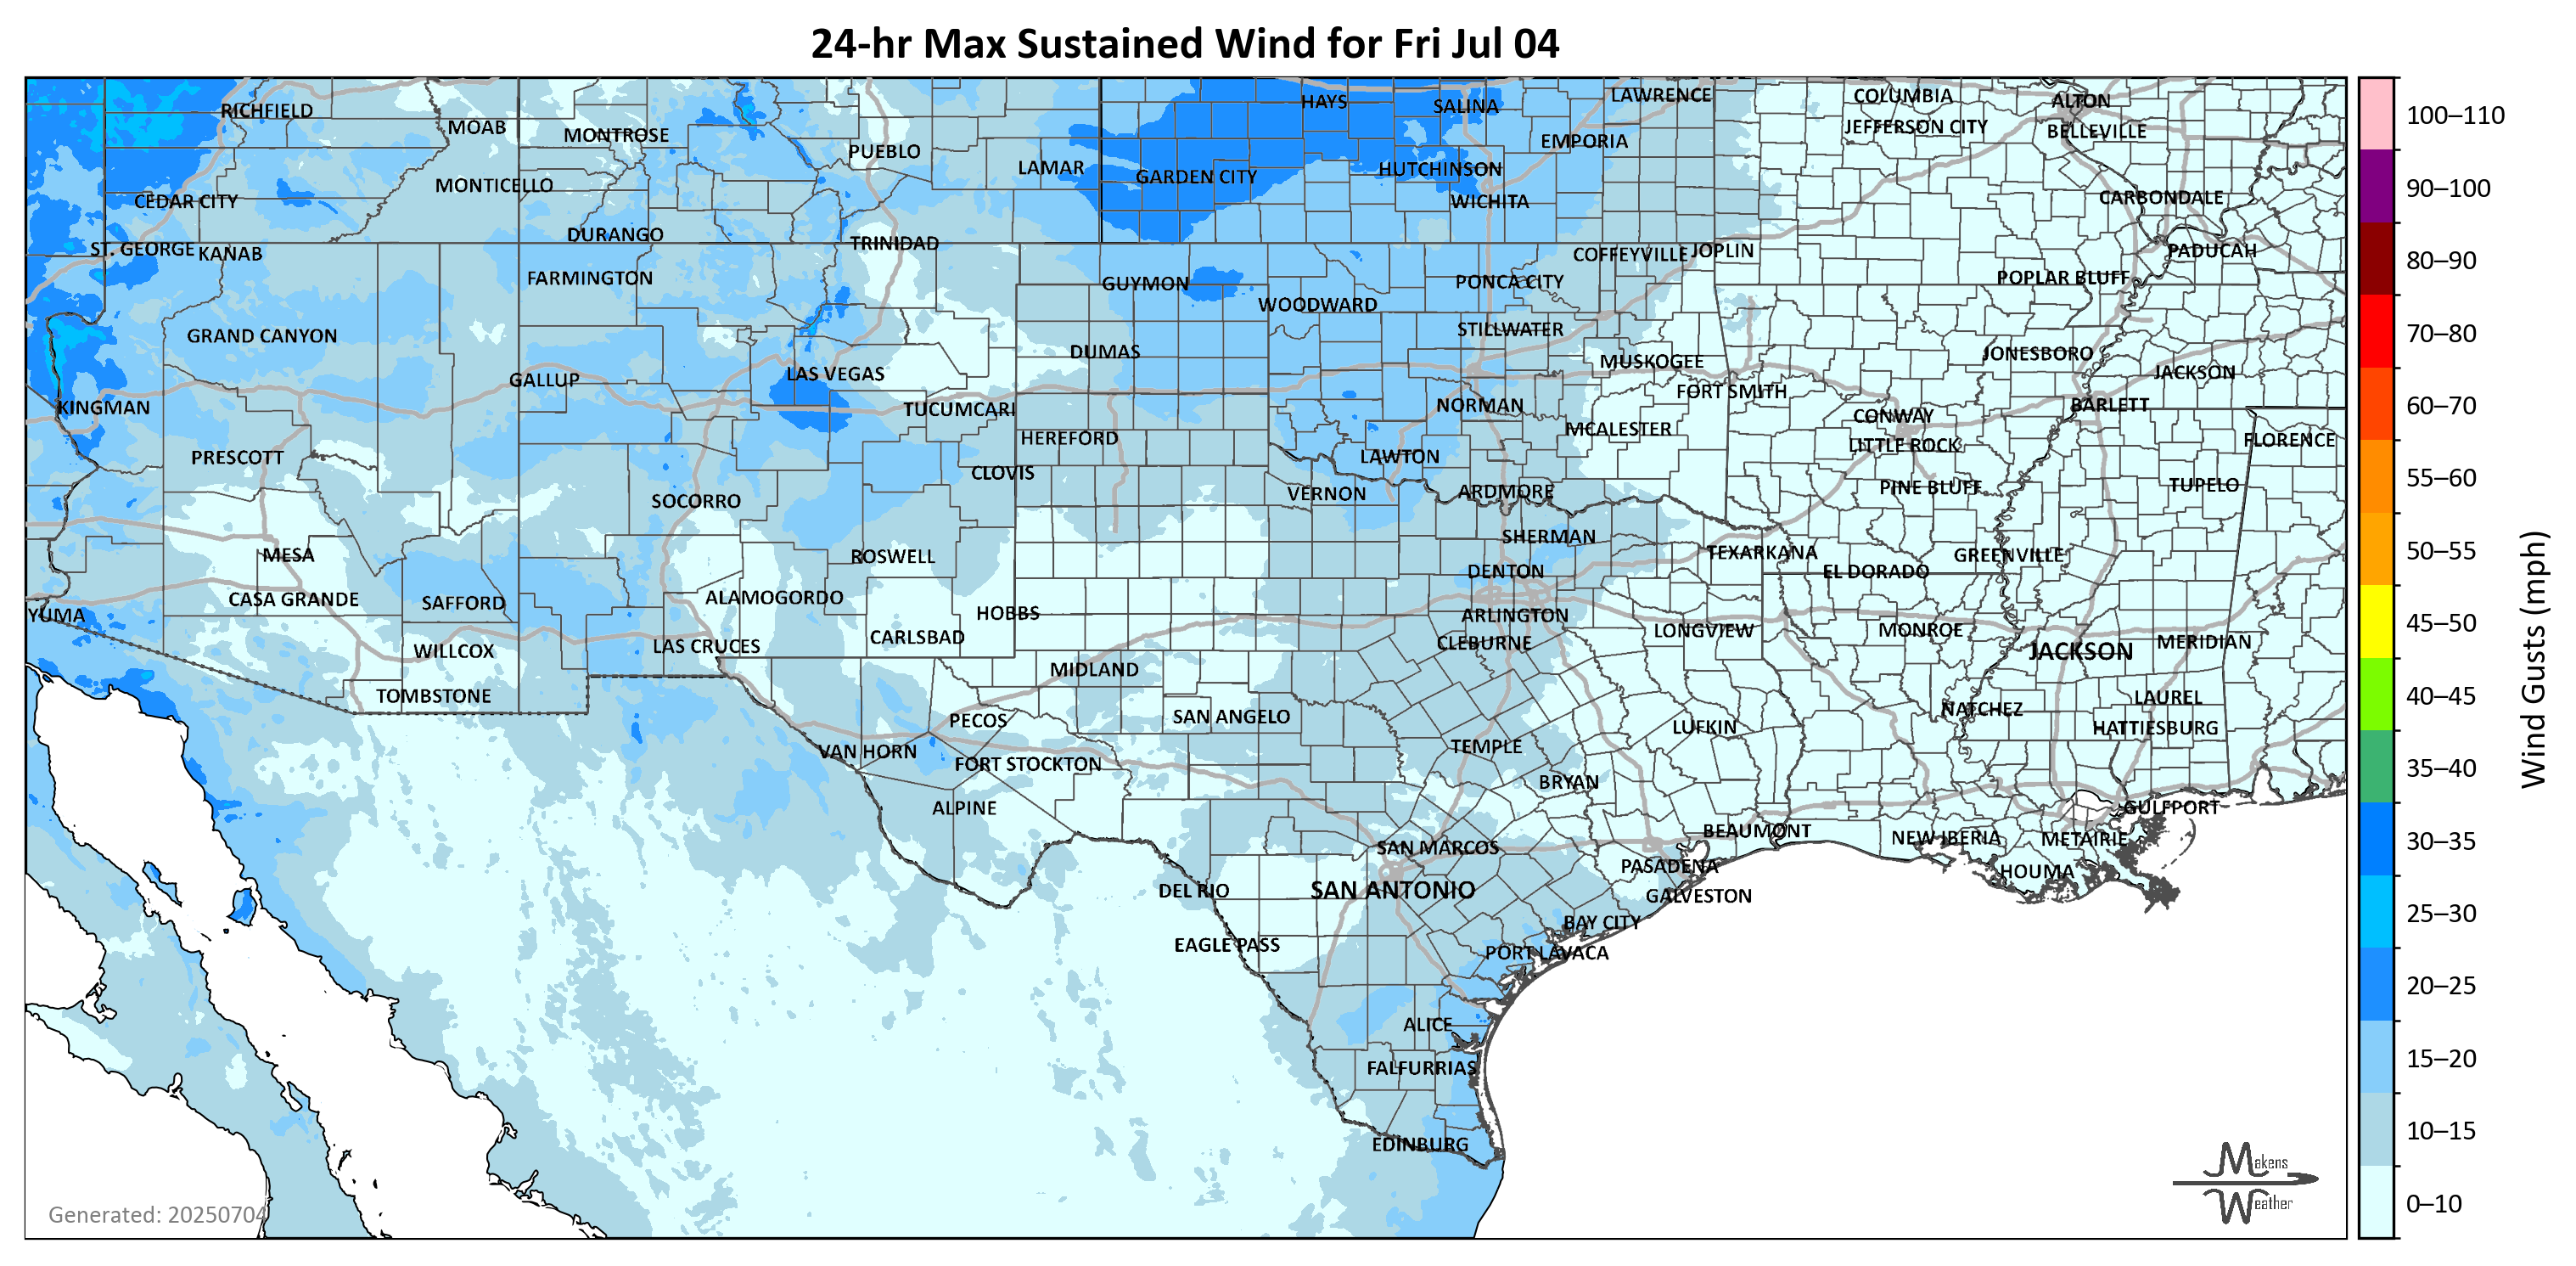 24-hr Max Sustained Wind for Fri Jul 04
RICHFIELD
MOAB
MONTROSE
PUEBLO
LAMAR
HAYS
SALINA
LAWRENCE
COLUMBIA
ALTON
JEFFERSON CITY
BELLEVILLE
EMPORIA
GARDEN CITY
HUTCHINSON
MONTICELLO
CEDAR CITY
WICHITA
CARBONDALE
DURANGO
TRINIDAD
ST. GEORGE
KANAB
COFFEYVILLE
JOPLIN
PADUCAH
FARMINGTON
GUYMON
PONCA CITY
POPLAR BLUFF
WOODWARD
GRAND CANYON
STILLWATER
DUMAS
MUSKOGEE
JONESBORO
JACKSON
GALLUP
LAS VEGAS
FORT SMITH
KINGMAN
TUCUMCARI
NORMAN
BARLETT
CONWAY
MCALESTER
HEREFORD
LITTLE ROCK
FLORENCE
PRESCOTT
LAWTON
CLOVIS
SOCORRO
VERNON
ARDMORE
PINE BLUFF
TUPELO
SHERMAN
MESA
ROSWELL
TEXARKANA
GREENVILLE
DENTON
EL DORADO
CASA GRANDE
SAFFORD
ALAMOGORDO
YUMA
HOBBS
ARLINGTON
LAS CRUCES
CARLSBAD
CLEBURNE
LONGVIEW
MONROE
MERIDIAN
WILLCOX
JACKSON
MIDLAND
TOMBSTONE
LAUREL
PECOS
SAN ANGELO
NATCHEZ
LUFKIN
HATTIESBURG
VAN HORN
TEMPLE
FORT STOCKTON
BRYAN
ALPINE
GULFPORT
BEAUMONT
NEW IBERIA
METAIRIE
SAN MARCOS
PASADENA
HOUMA
DEL RIO
SAN ANTONIO
GALVESTON
BAY CITY
EAGLE PASS
PORT LAVACA
ALICE
FALFURRIAS
EDINBURG
Generated: 20250704
Makens
Weather
100–110
90–100
80–90
70–80
60–70
55–60
50–55
45–50
40–45
35–40
30–35
25–30
20–25
15–20
10–15
0–10
Wind Gusts (mph)